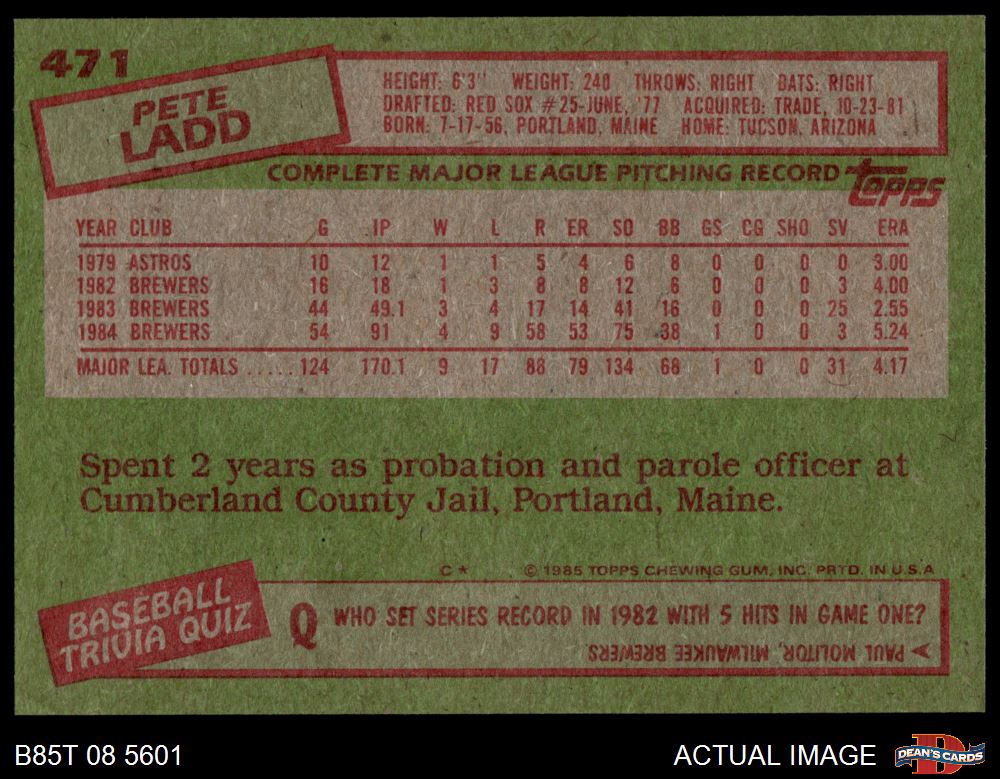 471
PETE
LADD
HEIGHT: 6'3" WEIGHT: 240 THROWS: RIGHT BATS: RIGHT
DRAFTED: RED SOX #25-JUNE, '77 ACQUIRED: TRADE, 10-23-81
BORN: 7-17-56, PORTLAND, MAINE HOME: TUCSON, ARIZONA
COMPLETE MAJOR LEAGUE PITCHING RECORD topps
YEAR CLUB G IP W L R ER SO BB GS CG SHO SV ERA
1979 ASTROS 10 12 1 1 5 4 6 8 0 0 0 0 3.00
1982 BREWERS 16 18 1 3 8 8 12 6 0 0 0 3 4.00
1983 BREWERS 44 49.1 3 4 17 14 41 16 0 0 0 25 2.55
1984 BREWERS 54 91 4 9 58 53 75 38 1 0 0 3 5.24
MAJOR LEA. TOTALS ..... 124 170.1 9 17 88 79 134 68 1 0 0 31 4.17
Spent 2 years as probation and parole officer at
Cumberland County Jail, Portland, Maine.
C* © 1985 TOPPS CHEWING GUM, INC. PRTD. IN U.S.A
BASEBALL
TRIVIA QUIZ
Q WHO SET SERIES RECORD IN 1982 WITH 5 HITS IN GAME ONE?
PAUL MOLITOR, MILWAUKEE BREWERS
B85T 08 5601 ACTUAL IMAGE DEAN'S CARDS